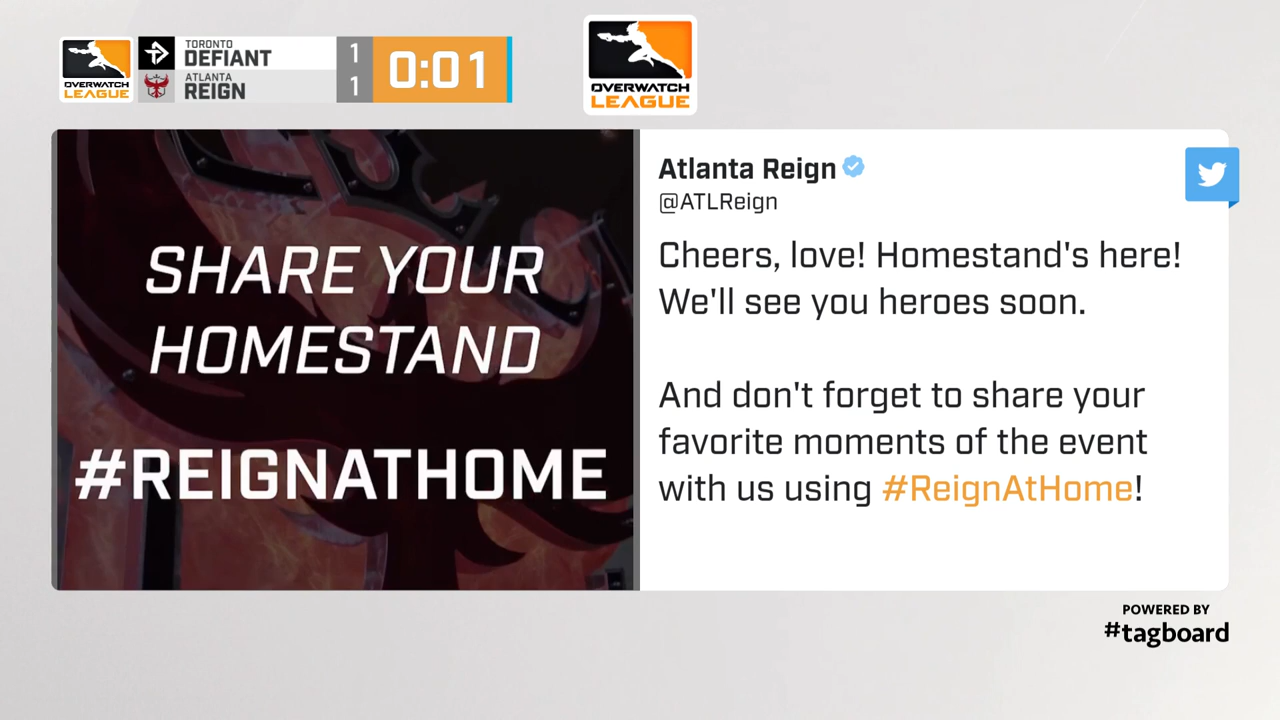 OVERWATCH
LEAGUE
TORONTO
DEFIANT
1
ATLANTA
REIGN
1
0:01
OVERWATCH
LEAGUE
SHARE YOUR
HOMESTAND
#REIGNATHOME
Atlanta Reign
@ATLReign
Cheers, love! Homestand's here!
We'll see you heroes soon.
And don't forget to share your
favorite moments of the event
with us using #ReignAtHome!
POWERED BY
#tagboard